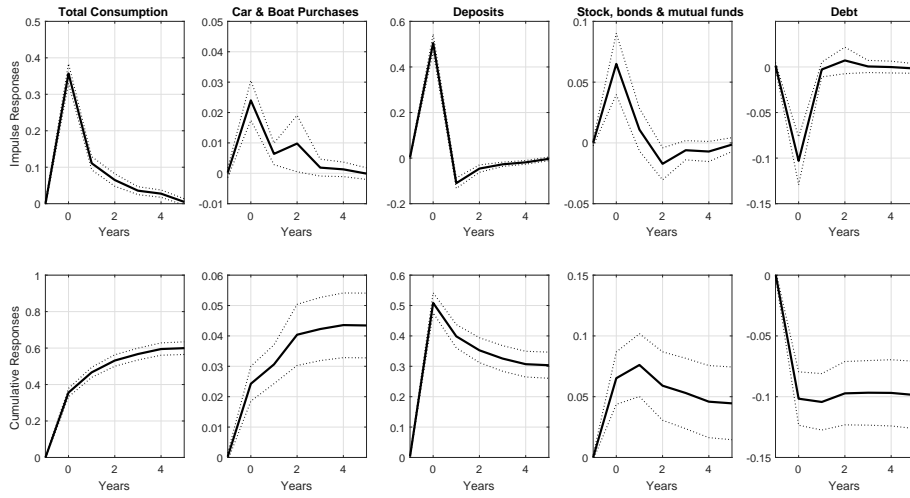 Total Consumption
Car & Boat Purchases
Deposits
Stock, bonds & mutual funds
Debt
Impulse Responses
0.5
0.4
0.3
0.2
0.1
0
0 2 4
Years
0.05
0.04
0.03
0.02
0.01
0.00
-0.01
0 2 4
Years
0.6
0.4
0.2
-0.0
-0.2
0 2 4
Years
0.1
0.05
0
-0.05
0 2 4
Years
0
-0.05
-0.1
-0.15
0 2 4
Years
Cumulative Responses
1
0.8
0.6
0.4
0.2
0
0 2 4
Years
0.06
0.05
0.04
0.03
0.02
0.01
0
0 2 4
Years
0.6
0.5
0.4
0.3
0.2
0.1
0
0 2 4
Years
0.15
0.1
0.05
0
0 2 4
Years
0
-0.05
-0.1
-0.15
0 2 4
Years